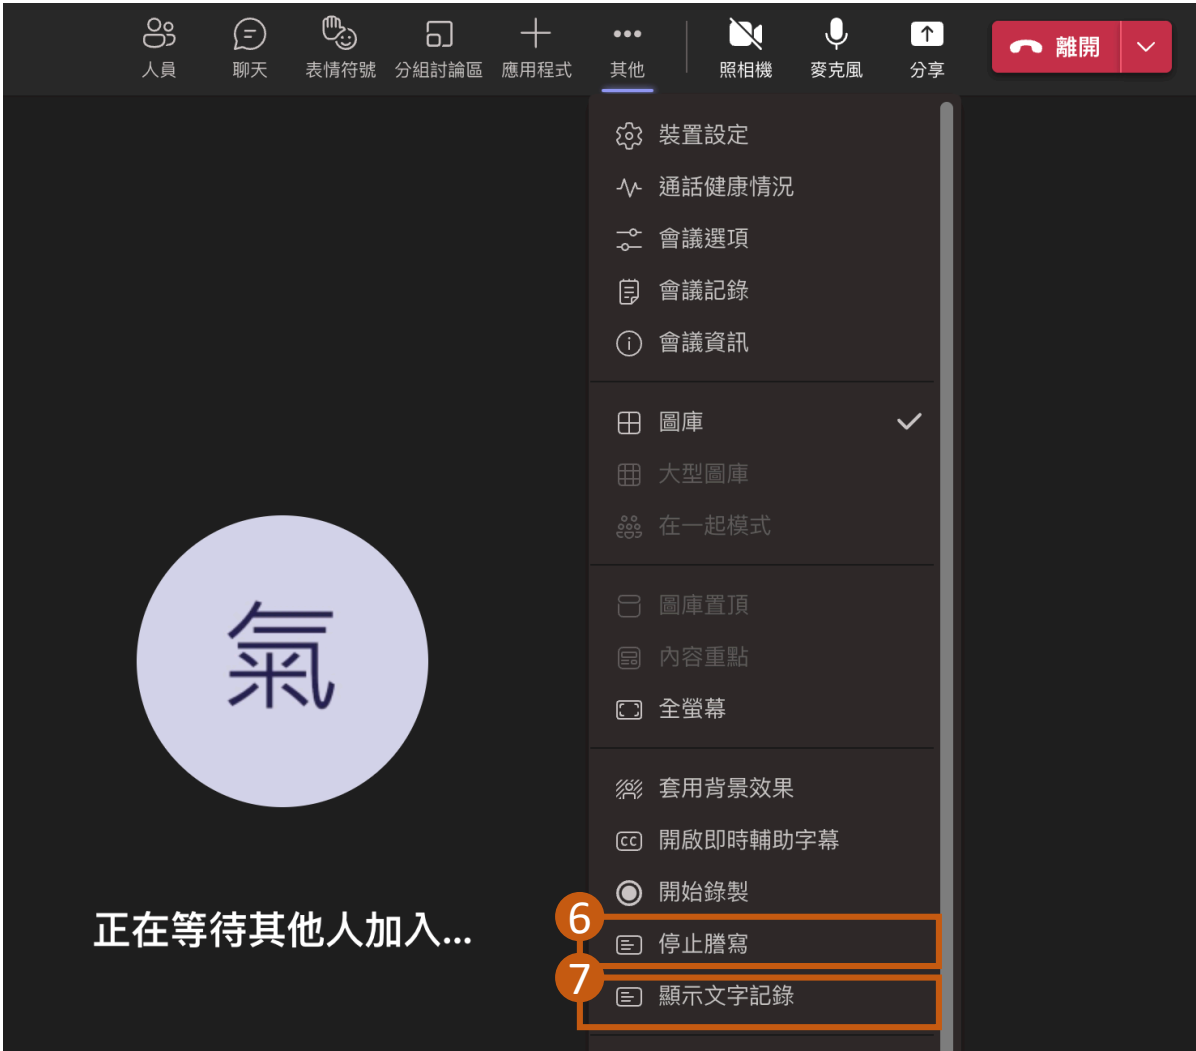 人員
聊天
表情符號
分組討論區
應用程式
其他
照相機
麥克風
分享
離開
裝置設定
通話健康情況
會議選項
會議記錄
會議資訊
圖庫
大型圖庫
在一起模式
圖庫置頂
內容重點
全螢幕
套用背景效果
CC 開啟即時輔助字幕
開始錄製
6 停止謄寫
7 顯示文字記錄
氣
正在等待其他人加入...